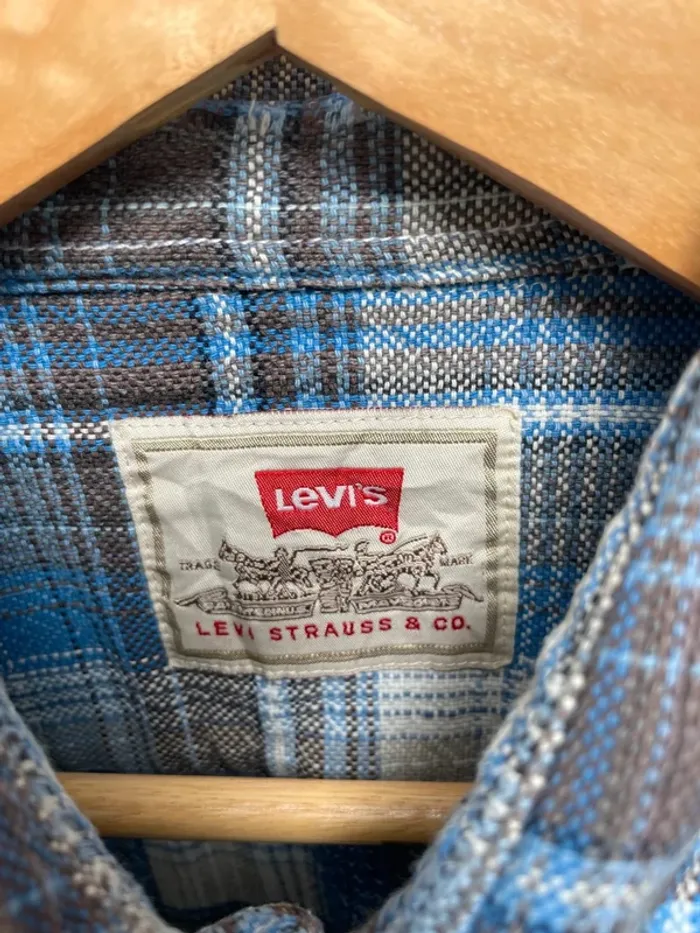 LEVI'S
®
TRADE MARK
LEVI STRAUSS & CO.